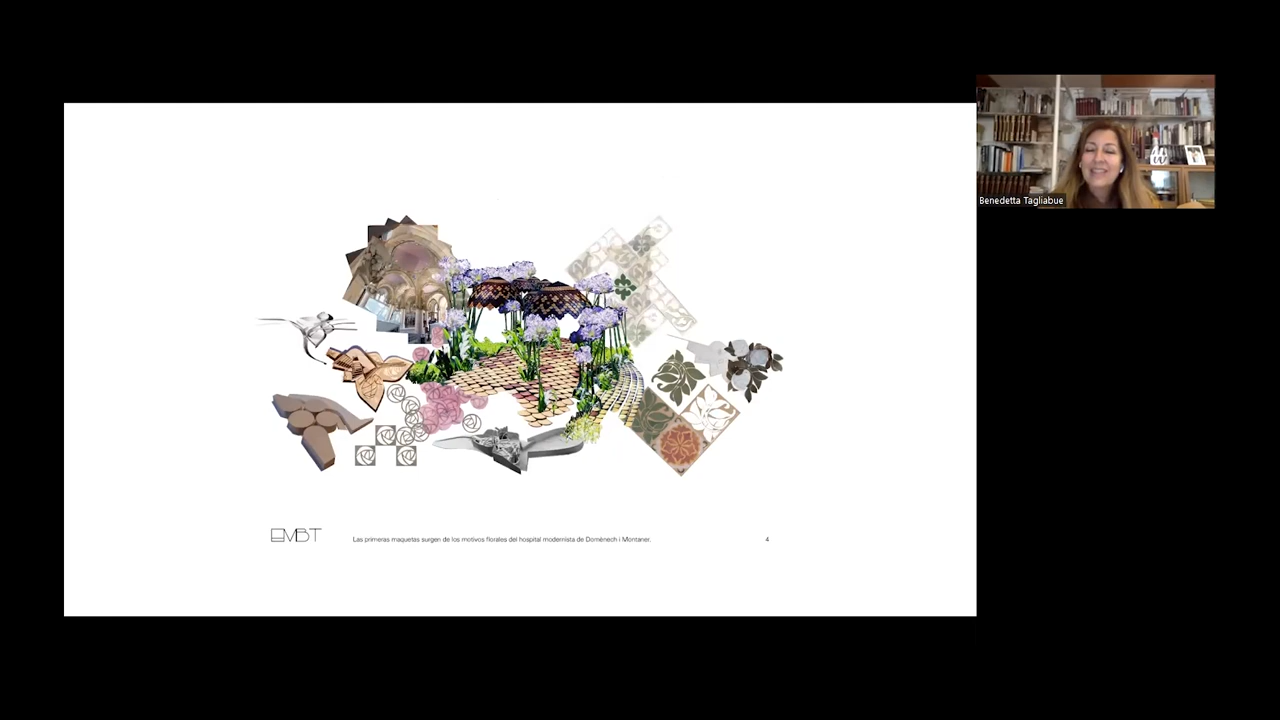 Benedetta Tagliabue
EMBT
Las primeras maquetas surgen de los motivos florales del hospital modernista de Domènech i Montaner.
4